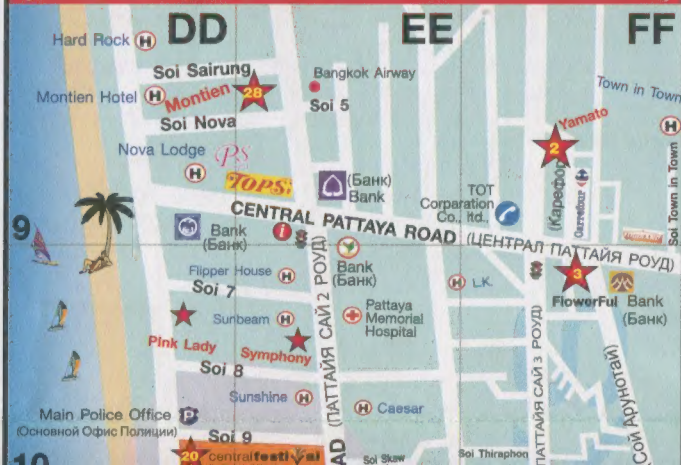 DD
EE
FF
Hard Rock H
Soi Sairung
Bangkok Airway
Montien Hotel H
Montien
28
Soi 5
Town in Town
H
Soi Nova
Yamato
2
Nova Lodge
H
PS
TOPS
(Банк)
Bank
TOT
Corparation
Co., ltd.,
(Карефор)
Carrefour
Soi Town in Town
CENTRAL PATTAYA ROAD (ЦЕНТРАЛ ПАТТАЙЯ РОУД)
9
Bank
(Банк)
i
Bank
(Банк)
Flipper House H
H L.K.
3
FlowerFul
Bank
(Банк)
Soi 7
Sunbeam H
Pattaya
Memorial
Hospital
Pink Lady
Symphony
(ПАТТАЙЯ САЙ 2 РОУД)
ПАТТАЙЯ САЙ 3 РОУД)
(Сой Арунотай)
Soi 8
Sunshine H
H Caesar
Main Police Office P
(Основной Офис Полиции)
Soi 9
20
centralfestival
AD
Soi Skaw
Soi Thiraphon
10